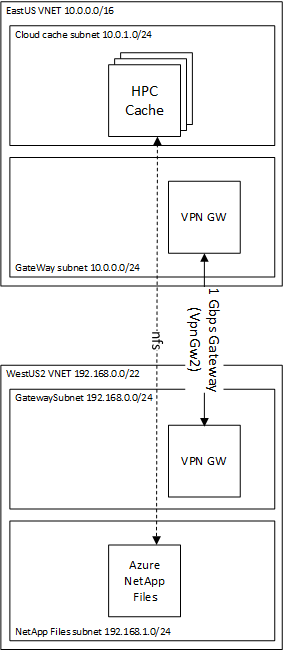 EastUS VNET 10.0.0.0/16
Cloud cache subnet 10.0.1.0/24
HPC
Cache
VPN GW
GateWay subnet 10.0.0.0/24
nfs
1 Gbps Gateway
(VpnGw2)
WestUS2 VNET 192.168.0.0/22
GatewaySubnet 192.168.0.0/24
VPN GW
Azure
NetApp
Files
NetApp Files subnet 192.168.1.0/24